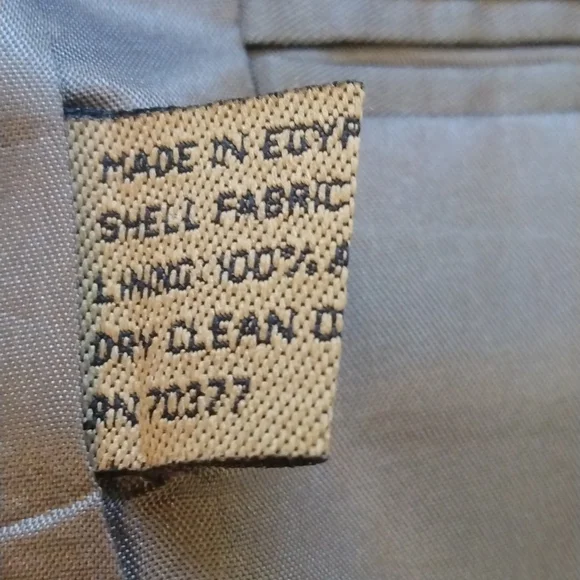 MADE IN EGYP
SHELL FABRIC
LINING: 100% A
DRY CLEAN O
RN 70377